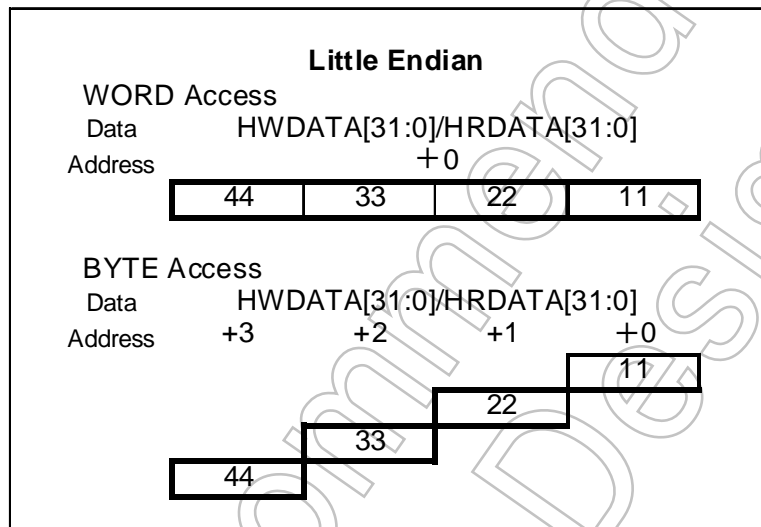 Little Endian
WORD Access
Data HWDATA[31:0]/HRDATA[31:0]
Address +0
44 33 22 11
BYTE Access
Data HWDATA[31:0]/HRDATA[31:0]
Address +3 +2 +1 +0
11
22
33
44